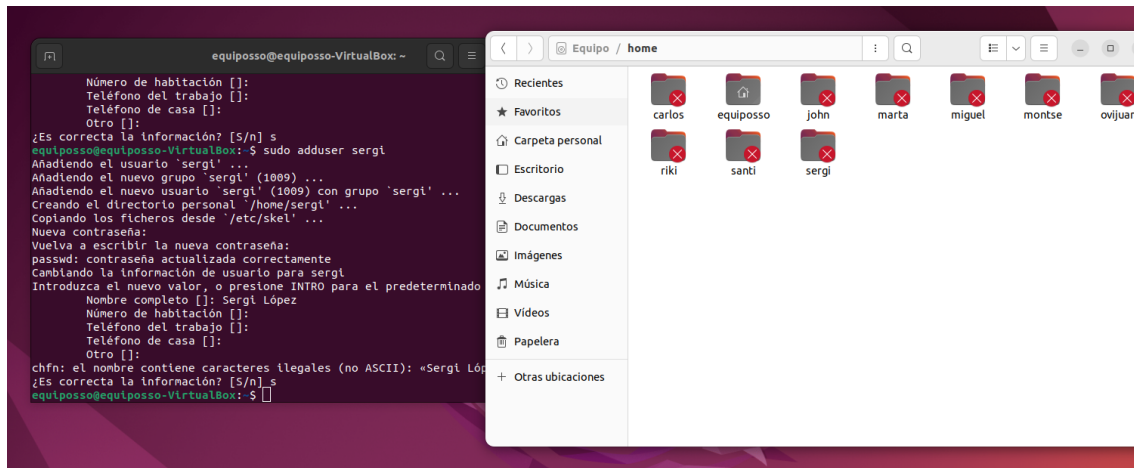 equiposso@equiposso-VirtualBox: ~
Número de habitación []:
Teléfono del trabajo []:
Teléfono de casa []:
Otro []:
¿Es correcta la información? [S/n] s
equiposso@equiposso-VirtualBox:~$ sudo adduser sergi
Añadiendo el usuario `sergi' ...
Añadiendo el nuevo grupo `sergi' (1009) ...
Añadiendo el nuevo usuario `sergi' (1009) con grupo `sergi' ...
Creando el directorio personal `/home/sergi' ...
Copiando los ficheros desde `/etc/skel' ...
Nueva contraseña:
Vuelva a escribir la nueva contraseña:
passwd: contraseña actualizada correctamente
Cambiando la información de usuario para sergi
Introduzca el nuevo valor, o presione INTRO para el predeterminado
Nombre completo []: Sergi López
Número de habitación []:
Teléfono del trabajo []:
Teléfono de casa []:
Otro []:
chfn: el nombre contiene caracteres ilegales (no ASCII): «Sergi Lóp
¿Es correcta la información? [S/n] s
equiposso@equiposso-VirtualBox:~$
Equipo / home
Recientes
Favoritos
Carpeta personal
Escritorio
Descargas
Documentos
Imágenes
Música
Vídeos
Papelera
+ Otras ubicaciones
carlos equiposso john marta miguel montse ovijuar
riki santi sergi